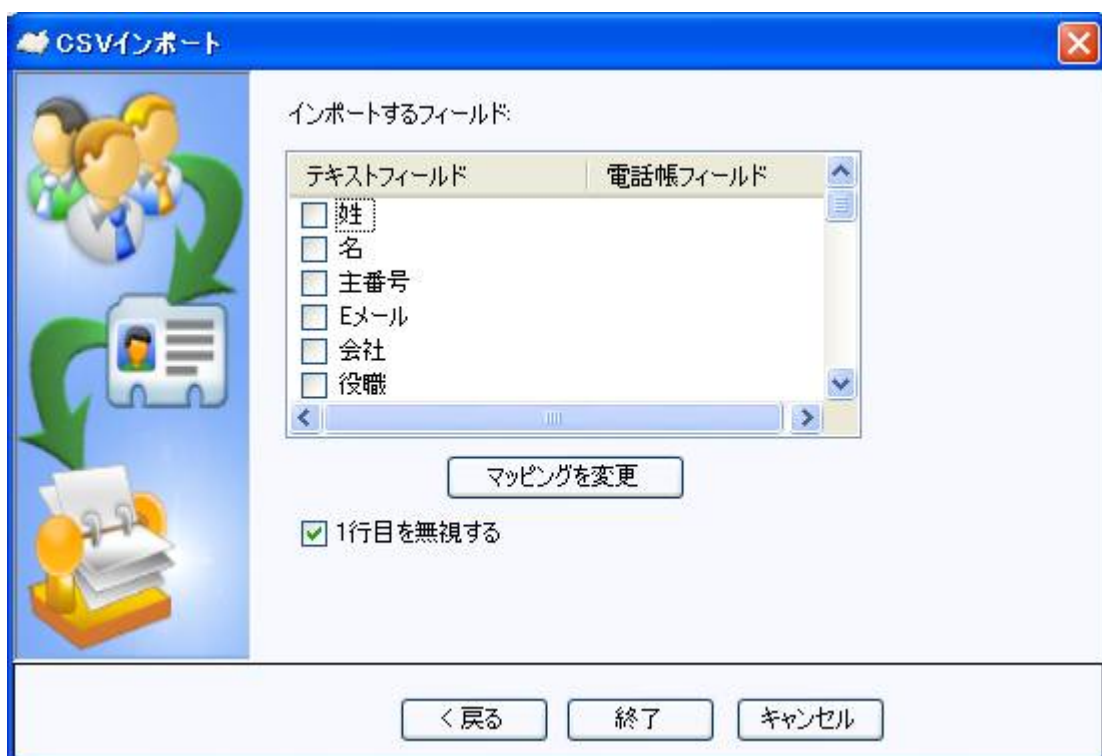 CSVインポート
インポートするフィールド:
テキストフィールド 電話帳フィールド
姓
名
主番号
Eメール
会社
役職
マッピングを変更
1行目を無視する
< 戻る 終了 キャンセル